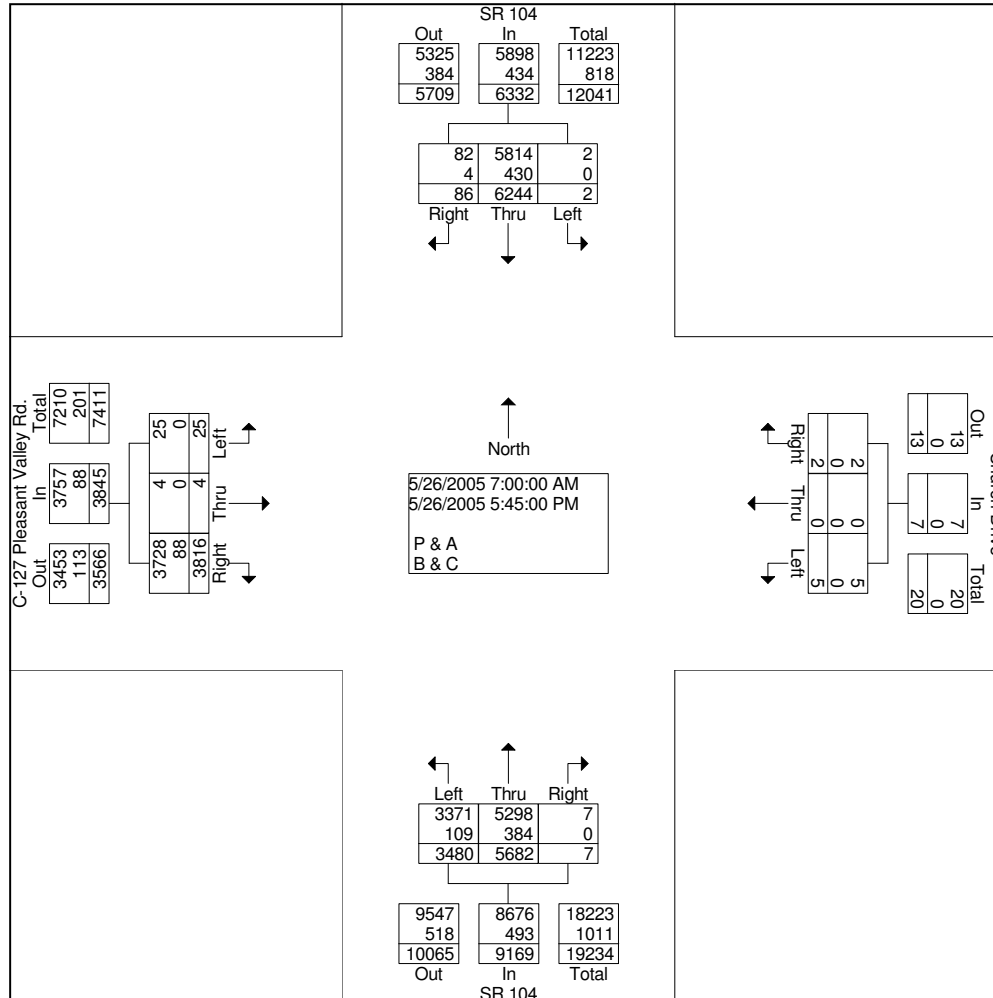 SR 104
Out In Total
5325 5898 11223
384 434 818
5709 6332 12041
82 5814 2
4 430 0
86 6244 2
Right Thru Left
C-127 Pleasant Valley Rd.
Total In Out
7210 3757 3453
201 88 113
7411 3845 3566
25 4 3728
0 0 88
25 4 3816
Left Thru Right
North
5/26/2005 7:00:00 AM
5/26/2005 5:45:00 PM
P & A
B & C
Right Thru Left
2 0 5
0 0 0
2 0 5
Out In Total
13 7 20
0 0 0
13 7 20
Left Thru Right
3371 5298 7
109 384 0
3480 5682 7
9547 8676 18223
518 493 1011
10065 9169 19234
Out In Total
SR 104